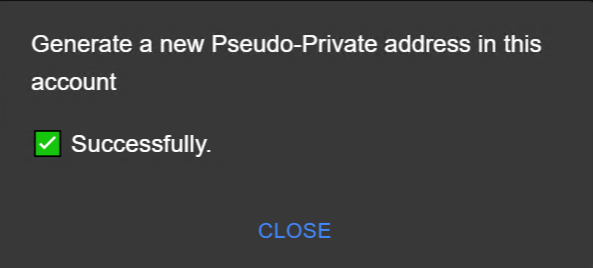 Generate a new Pseudo-Private address in this
account
Successfully.
CLOSE